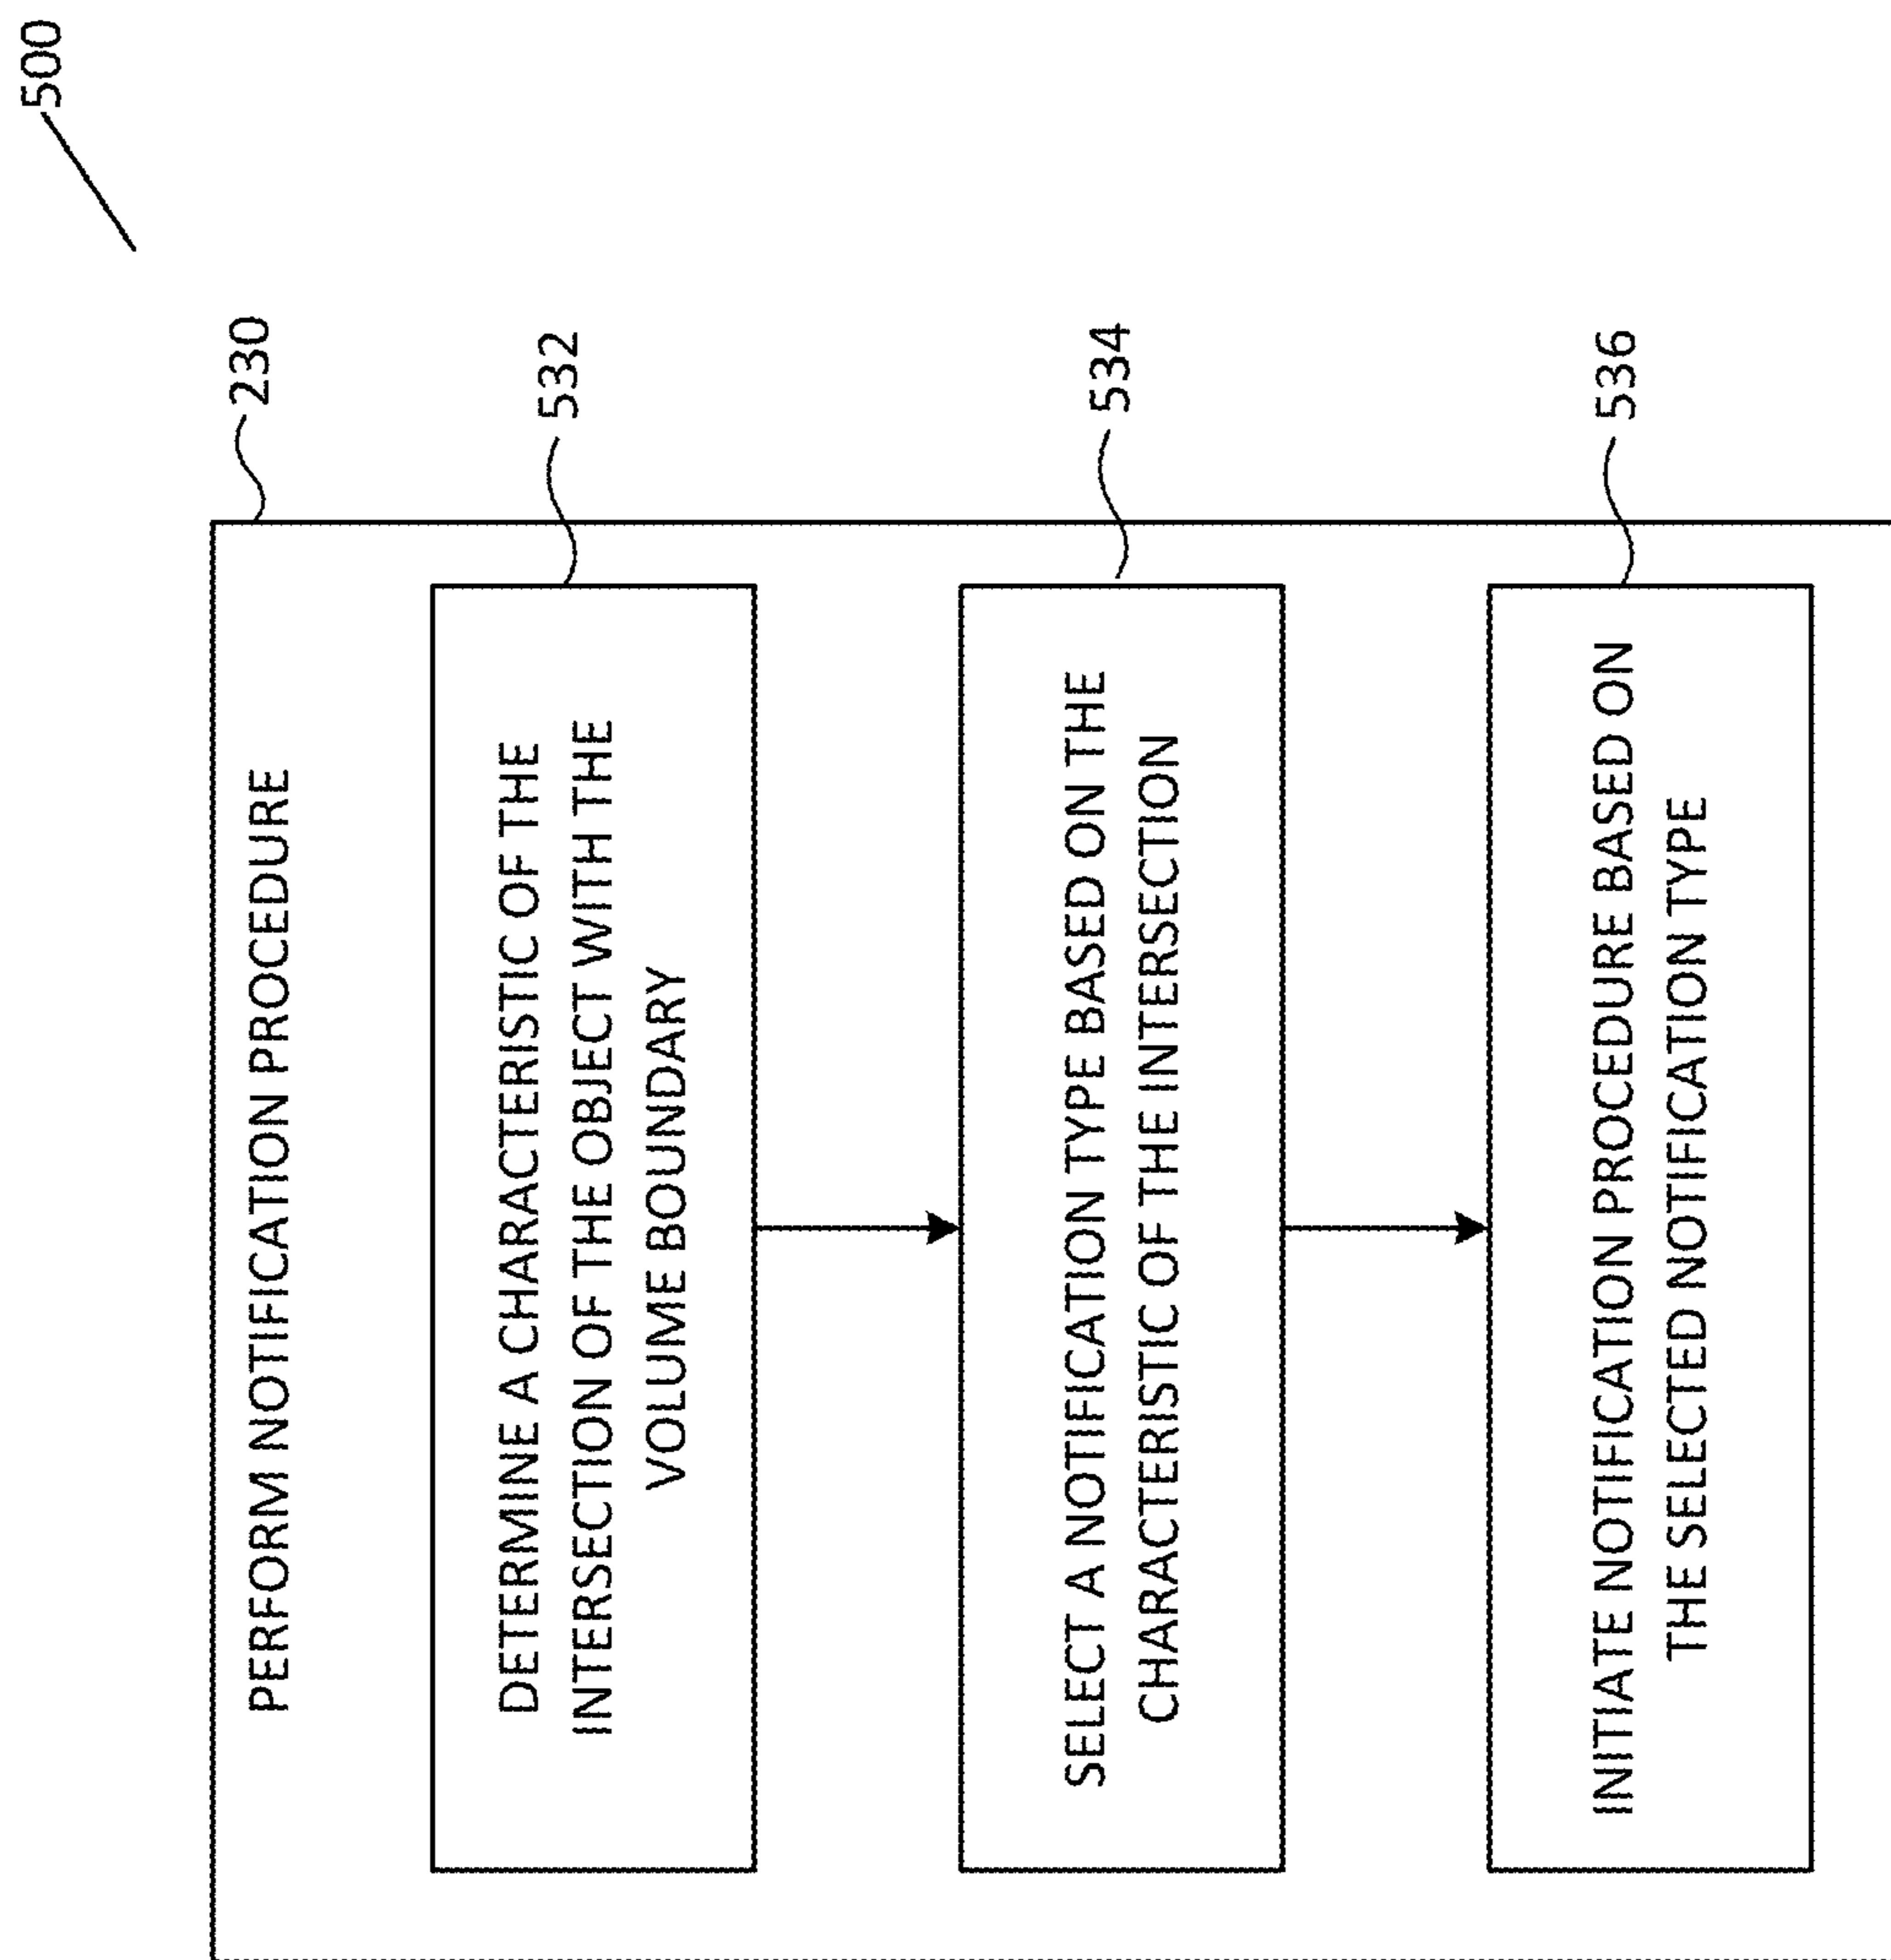 500
230
PERFORM NOTIFICATION PROCEDURE
532
DETERMINE A CHARACTERISTIC OF THE
INTERSECTION OF THE OBJECT WITH THE
VOLUME BOUNDARY
534
SELECT A NOTIFICATION TYPE BASED ON THE
CHARACTERISTIC OF THE INTERSECTION
536
INITIATE NOTIFICATION PROCEDURE BASED ON
THE SELECTED NOTIFICATION TYPE